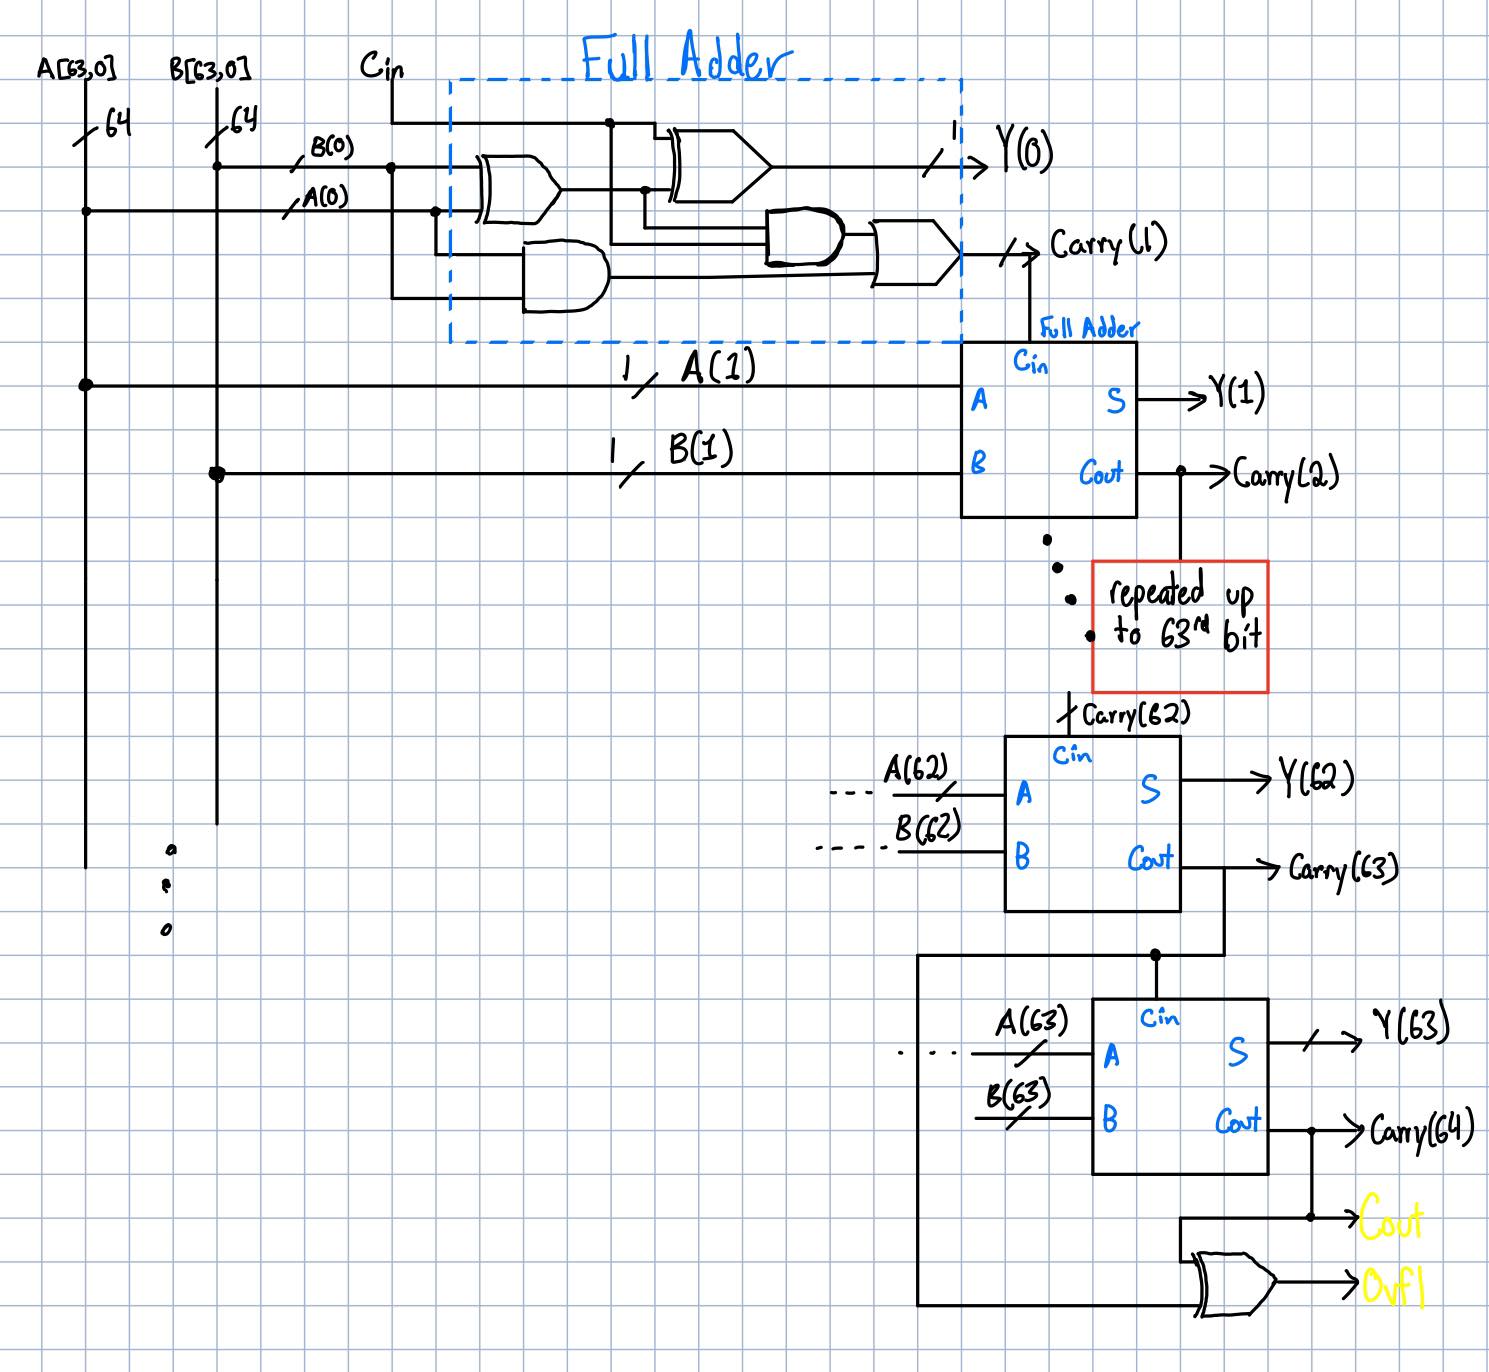 Full Adder
A[63,0]
B[63,0]
Cin
64
64
B(0)
A(0)
1
Y(0)
Carry(1)
Full Adder
Cin
A
B
S
Cout
1
A(1)
1
B(1)
Y(1)
Carry(2)
repeated up
to 63rd bit
Carry(62)
Cin
A(62)
A
S
Y(62)
B(62)
B
Cout
Carry(63)
Cin
A(63)
A
S
Y(63)
B(63)
B
Cout
Carry(64)
Cout
Ovfl